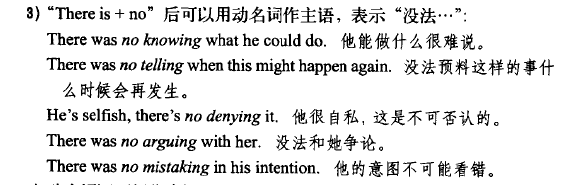 3) “There is + no” 后可以用动名词作主语，表示“没法…”：
There was no knowing what he could do. 他能做什么很难说。
There was no telling when this might happen again. 没法预料这样的事什
么时候会再发生。
He's selfish, there's no denying it. 他很自私，这是不可否认的。
There was no arguing with her. 没法和她争论。
There was no mistaking in his intention. 他的意图不可能看错。